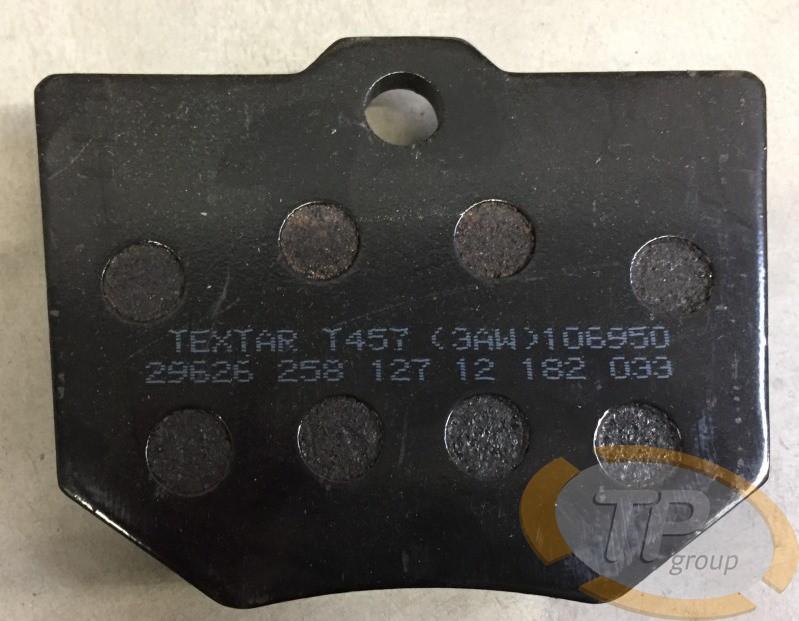 TEXTAR T457 (3AW)106950
29626 258 127 12 182 033
TP
group